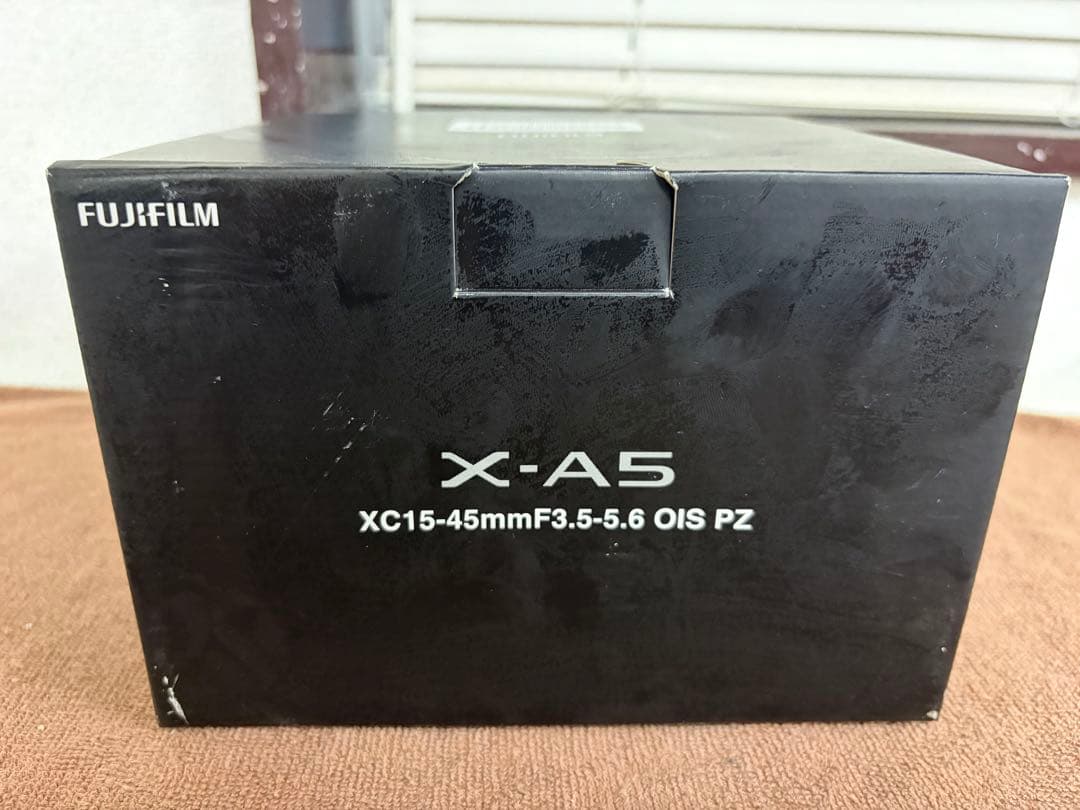 FUJIFILM
X-A5
XC15-45mmF3.5-5.6 OIS PZ